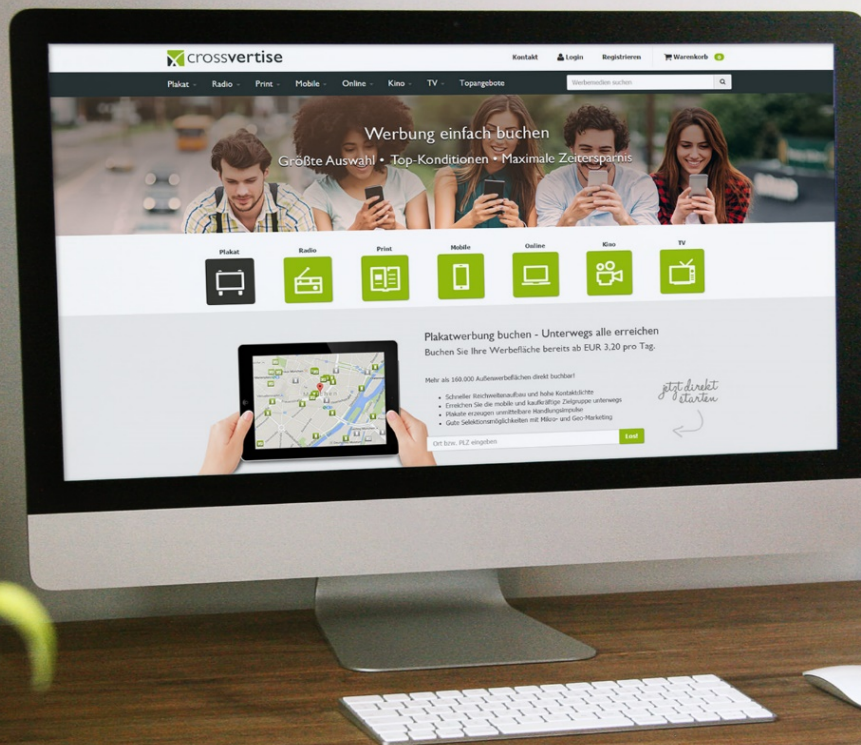 crossvertise
Kontakt Login Registrieren Warenkorb 0
Plakat Radio Print Mobile Online Kino TV Topangebote
Werbemedien suchen
Werbung einfach buchen
Größte Auswahl • Top-Konditionen • Maximale Zeitersparnis
Plakat Radio Print Mobile Online Kino TV
Plakatwerbung buchen - Unterwegs alle erreichen
Buchen Sie Ihre Werbefläche bereits ab EUR 3,20 pro Tag.
Mehr als 160.000 Außenwerbeflächen direkt buchbar!
• Schneller Reichweitenaufbau und hohe Kontaktdichte
• Erreichen Sie die mobile und kaufkräftige Zielgruppe unterwegs
• Plakate erzeugen unmittelbare Handlungsimpulse
• Gute Selektionsmöglichkeiten mit Mikro- und Geo-Marketing
jetzt direkt
starten
Ort bzw. PLZ eingeben Los!